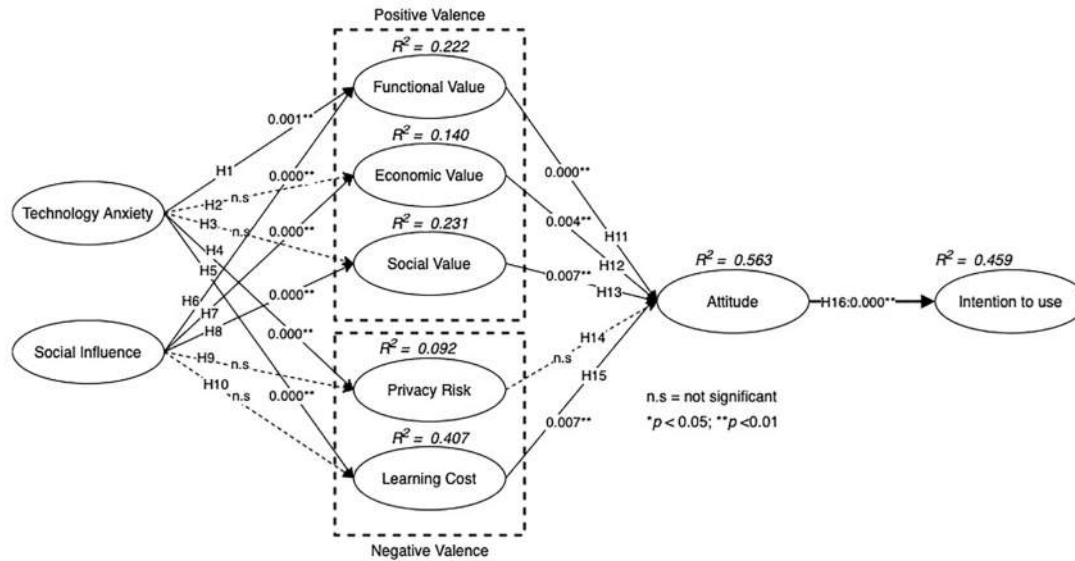 Positive Valence
R² = 0.222
Functional Value
0.001**
R² = 0.140
H1
0.000**
Economic Value
0.000**
n.s
H2
Technology Anxiety
H3
n.s
R² = 0.231
0.004**
0.000**
H11
H4
Social Value
R² = 0.563
R² = 0.459
H5
H12
0.007**
0.000**
H13
Attitude
H16:0.000**
Intention to use
H6
H7
H8
0.000**
H14
R² = 0.092
Social Influence
H9
n.s
n.s
H15
H10
n.s
Privacy Risk
0.000**
n.s = not significant
0.007**
*p < 0.05; **p <0.01
R² = 0.407
Learning Cost
Negative Valence